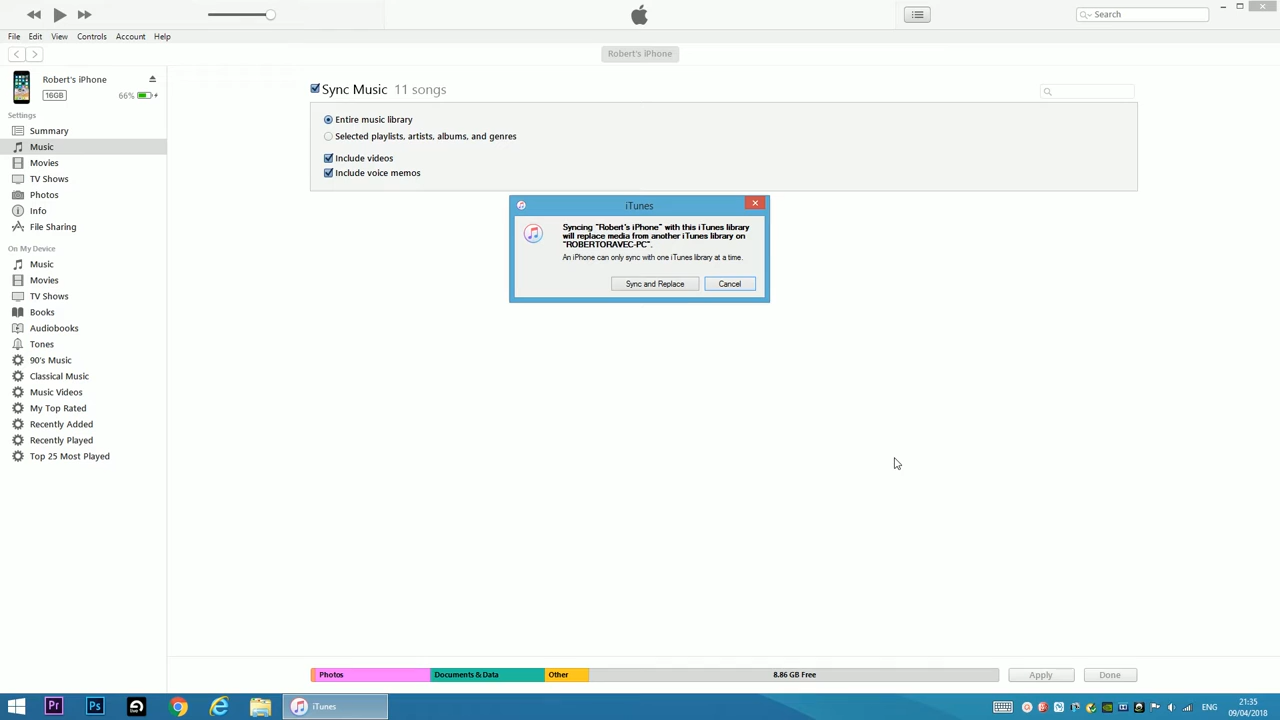 Search
File Edit View Controls Account Help
Robert's iPhone
Robert's iPhone
16GB 66%
Settings
Summary
Music
Movies
TV Shows
Photos
Info
File Sharing
On My Device
Music
Movies
TV Shows
Books
Audiobooks
Tones
90's Music
Classical Music
Music Videos
My Top Rated
Recently Added
Recently Played
Top 25 Most Played
Sync Music 11 songs
Entire music library
Selected playlists, artists, albums, and genres
Include videos
Include voice memos
iTunes
Syncing "Robert's iPhone" with this iTunes library
will replace media from another iTunes library on
"ROBERTORAVEC-PC".
An iPhone can only sync with one iTunes library at a time.
Sync and Replace Cancel
Photos Documents & Data Other 8.86 GB Free Apply Done
Pr Ps live iTunes ENG 21:35
09/04/2018